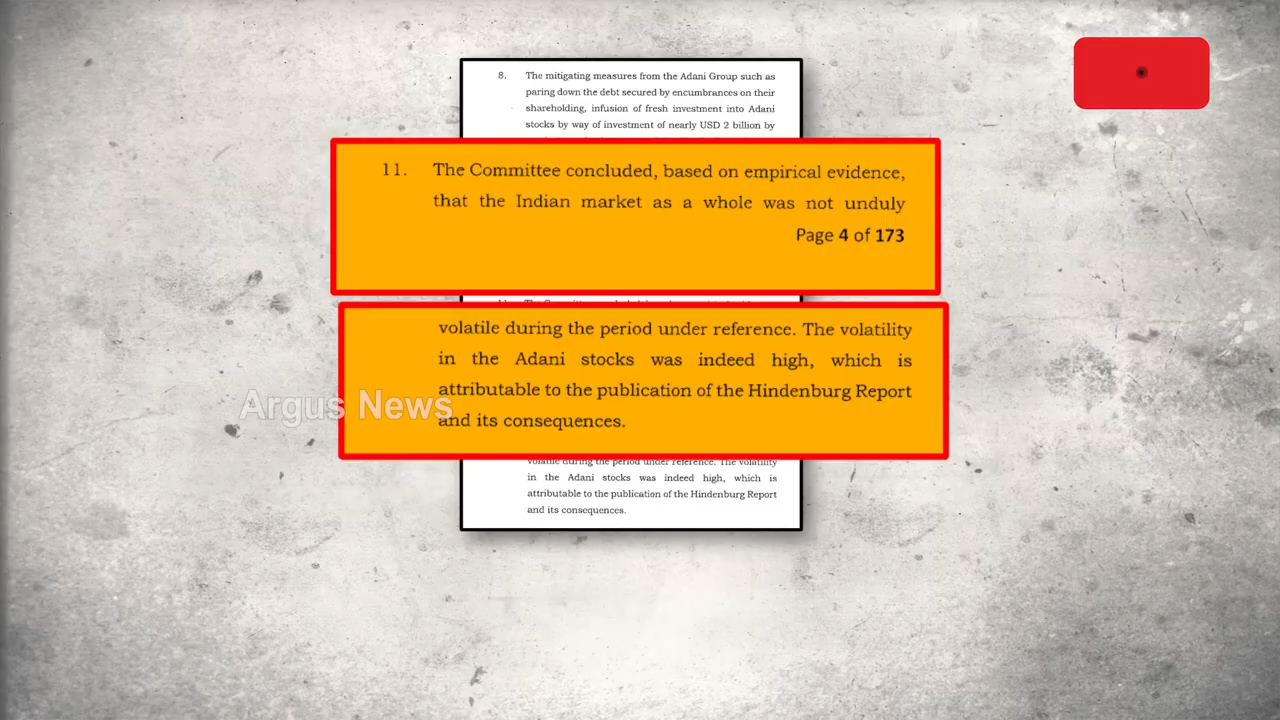 8. The mitigating measures from the Adani Group such as
paring down the debt secured by encumbrances on their
shareholding, infusion of fresh investment into Adani
stocks by way of investment of nearly USD 2 billion by
11. The Committee concluded, based on empirical evidence,
that the Indian market as a whole was not unduly
Page 4 of 173
volatile during the period under reference. The volatility
in the Adani stocks was indeed high, which is
attributable to the publication of the Hindenburg Report
and its consequences.
Argus News
volatile during the period under reference. The volatility
in the Adani stocks was indeed high, which is
attributable to the publication of the Hindenburg Report
and its consequences.